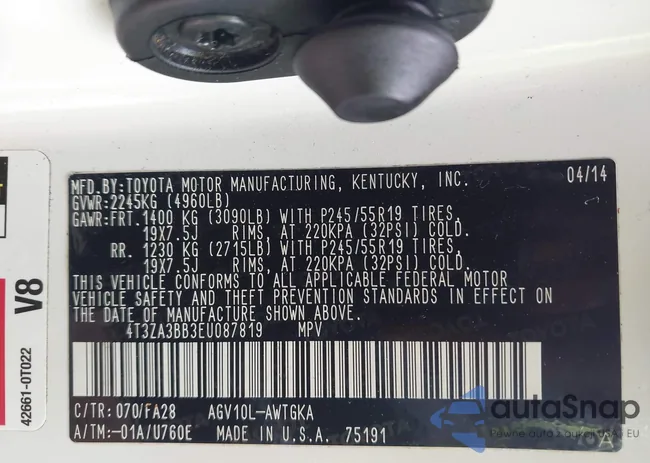 MFD.BY:TOYOTA MOTOR MANUFACTURING, KENTUCKY, INC. 04/14
GVWR:2245KG (4960LB)
GAWR:FRT.1400 KG (3090LB) WITH P245/55R19 TIRES,
19X7.5J RIMS, AT 220KPA (32PSI) COLD.
RR. 1230 KG (2715LB) WITH P245/55R19 TIRES,
19X7.5J RIMS, AT 220KPA (32PSI) COLD.
THIS VEHICLE CONFORMS TO ALL APPLICABLE FEDERAL MOTOR
VEHICLE SAFETY AND THEFT PREVENTION STANDARDS IN EFFECT ON
THE DATE OF MANUFACTURE SHOWN ABOVE.
4T3ZA3BB3EU087819 MPV
C/TR:070/FA28 AGV10L-AWTGKA
A/TM:-01A/U760E MADE IN U.S.A. 75191
V8
42661-0T022
autoSnap